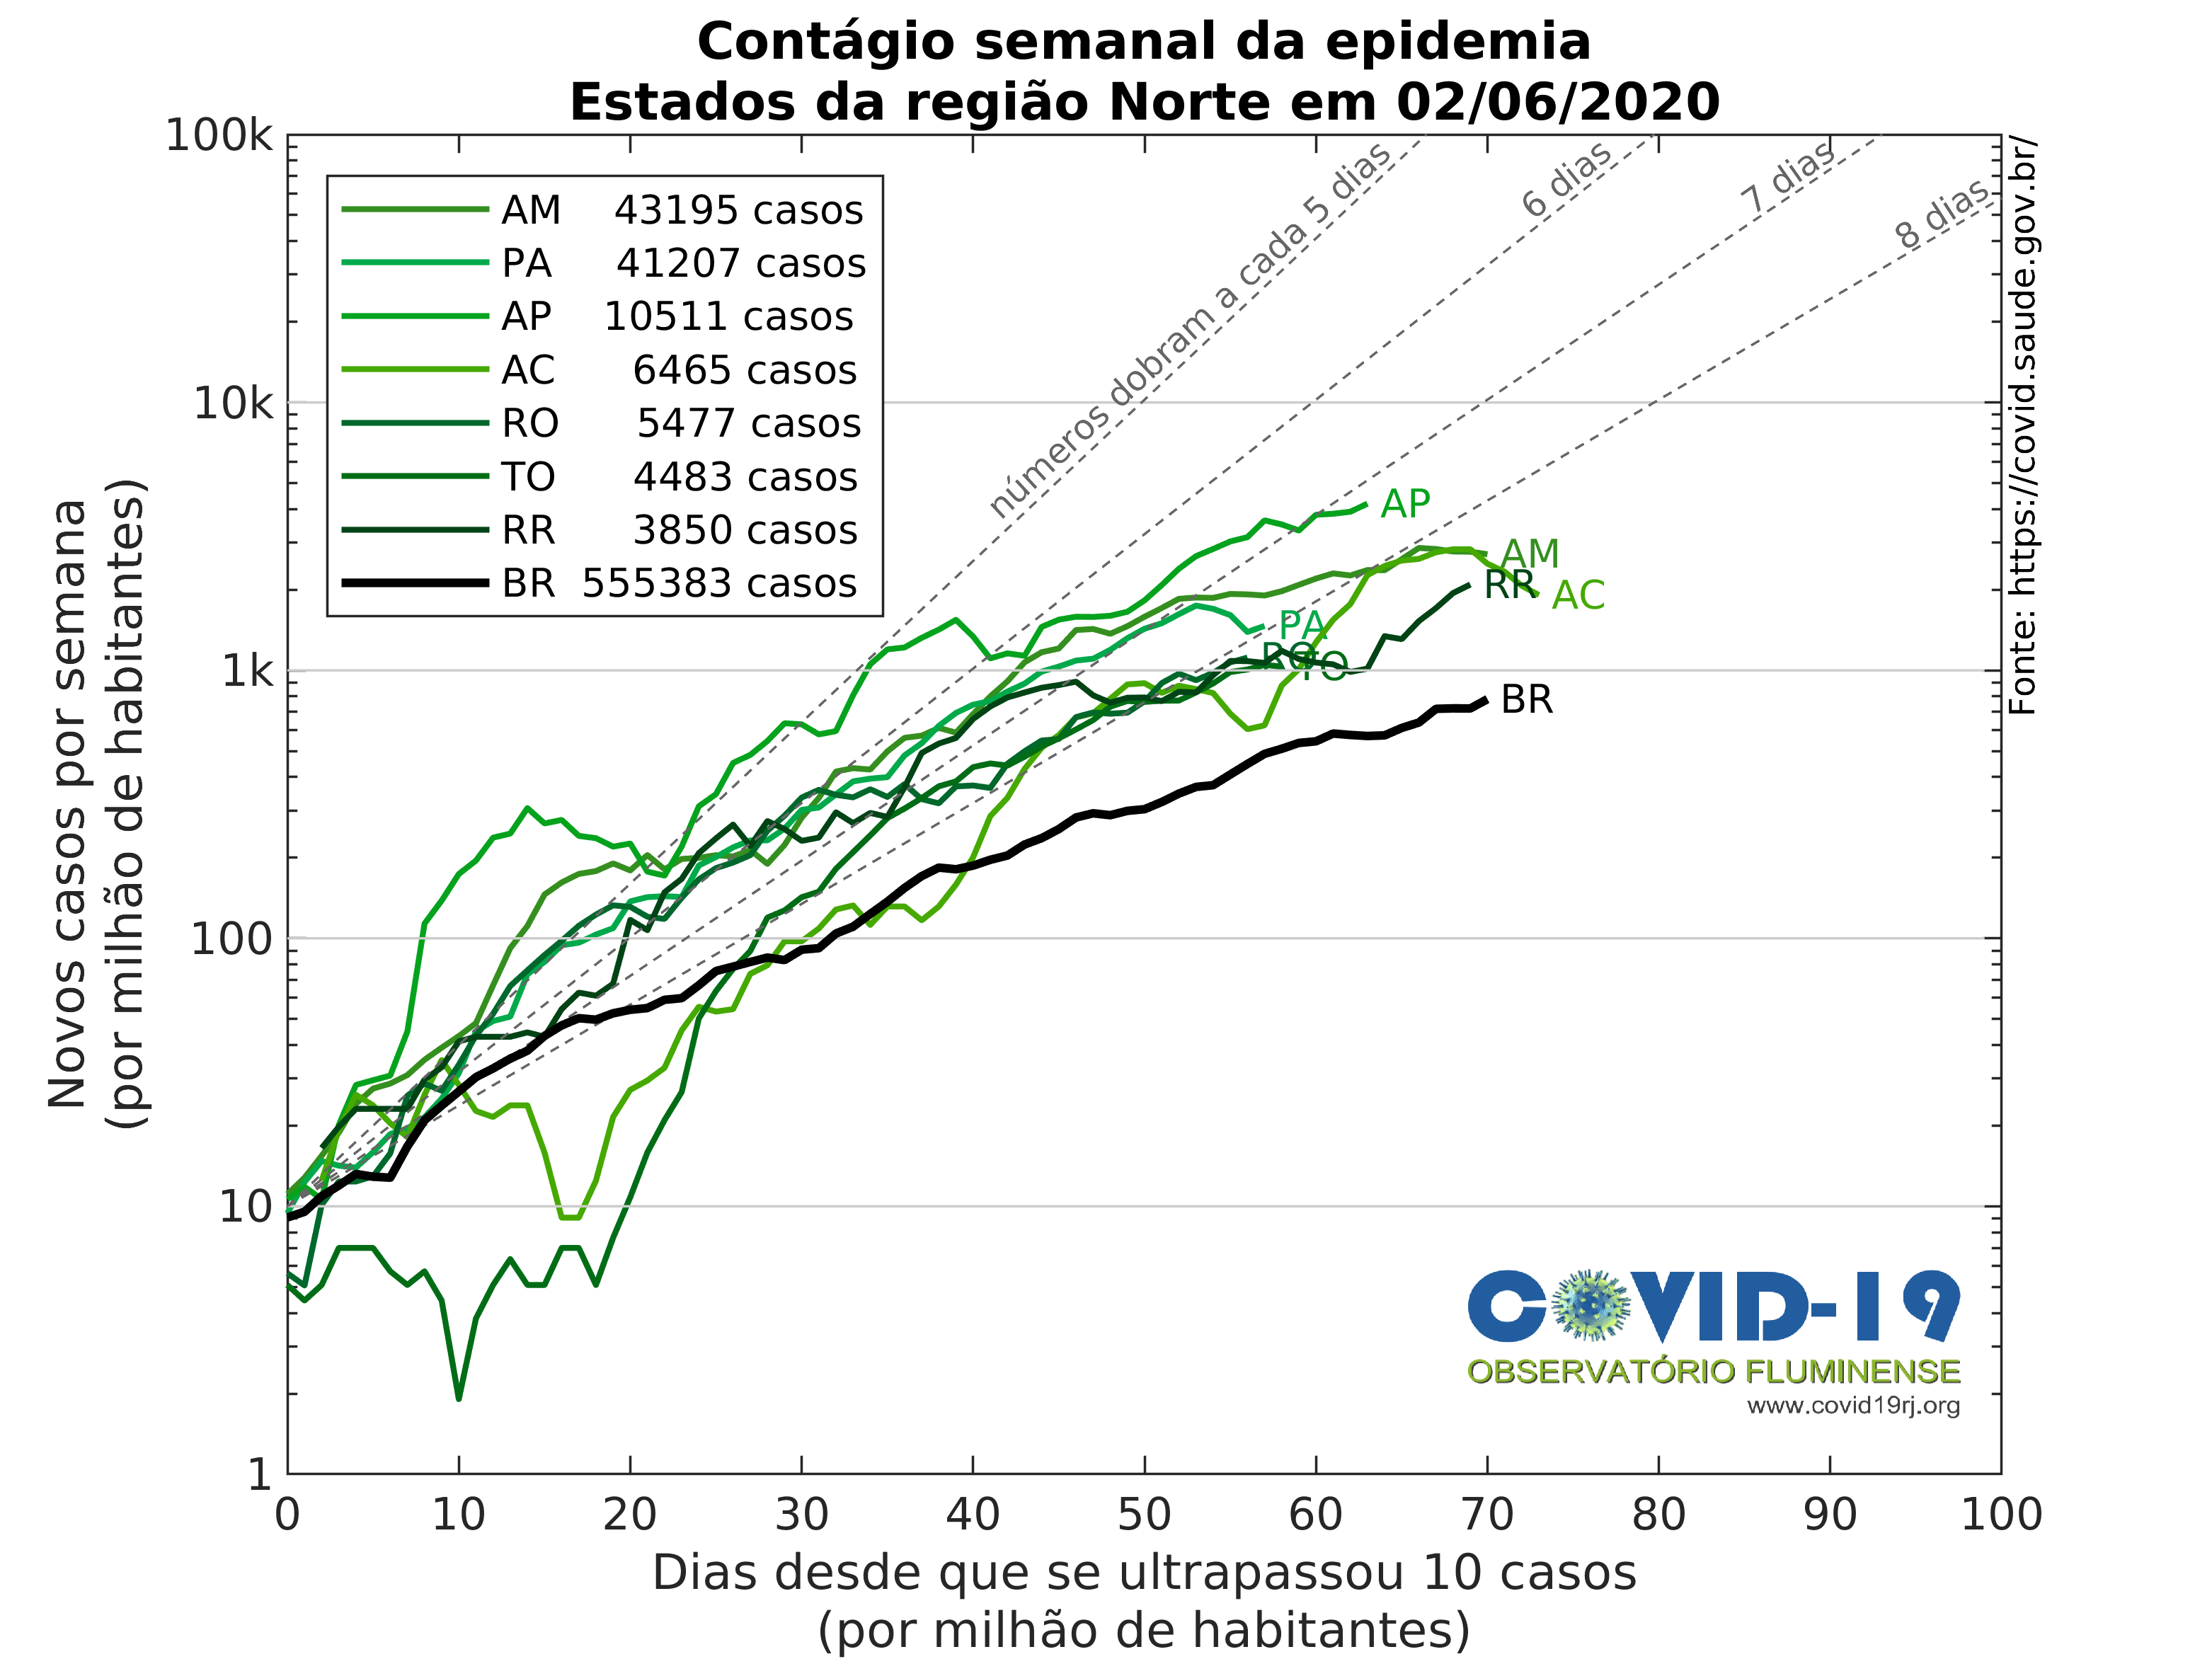 Contágio semanal da epidemia
Estados da região Norte em 02/06/2020
100k
10k
1k
100
10
1
Novos casos por semana
(por milhão de habitantes)
AM 43195 casos
PA 41207 casos
AP 10511 casos
AC 6465 casos
RO 5477 casos
TO 4483 casos
RR 3850 casos
BR 555383 casos
números dobram a cada 5 dias
6 dias
7 dias
8 dias
AP
AM
RR
AC
PA
RO
TO
BR
Fonte: https://covid.saude.gov.br/
COVID-19
OBSERVATÓRIO FLUMINENSE
www.covid19rj.org
0 10 20 30 40 50 60 70 80 90 100
Dias desde que se ultrapassou 10 casos
(por milhão de habitantes)